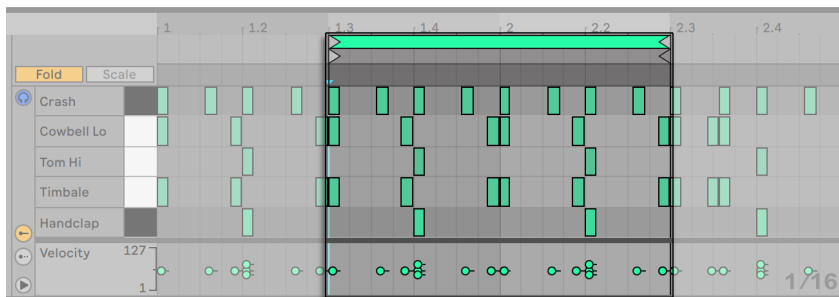 1 1.2 1.3 1.4 2 2.2 2.3 2.4
Fold Scale
Crash
Cowbell Lo
Tom Hi
Timbale
Handclap
Velocity 127
1
1/16